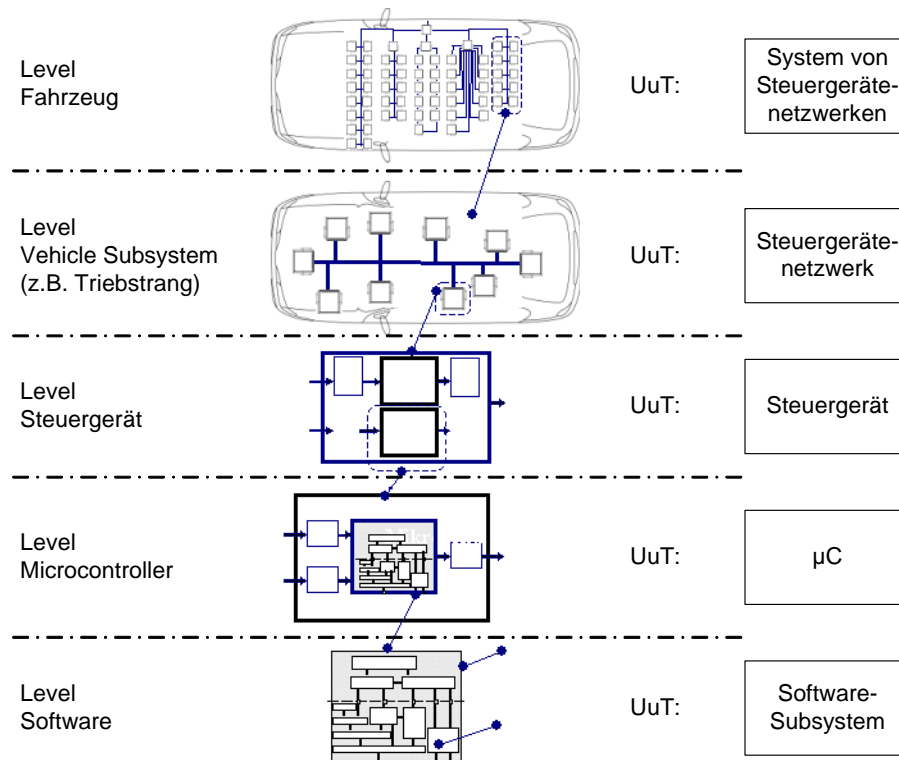 Level
Fahrzeug
UuT:
System von
Steuergeräte-
netzwerken
Level
Vehicle Subsystem
(z.B. Triebstrang)
UuT:
Steuergeräte-
netzwerk
Level
Steuergerät
UuT:
Steuergerät
Level
Microcontroller
UuT:
µC
Level
Software
UuT:
Software-
Subsystem